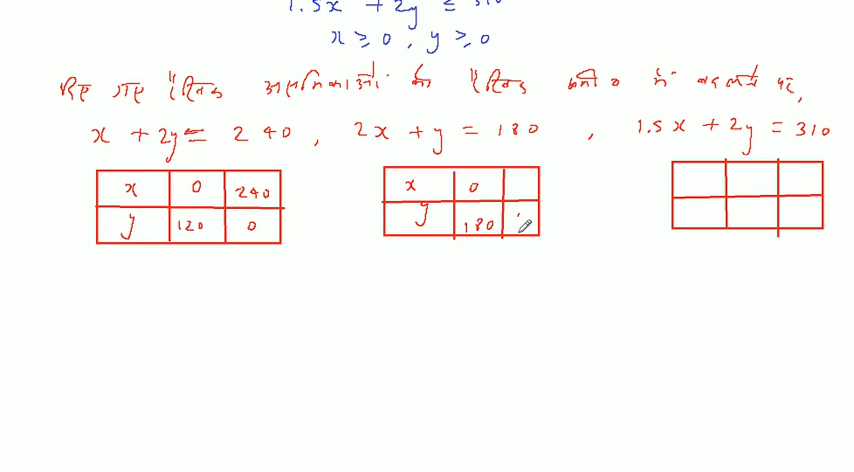 1.5x + 2y ≤ 310
x ≥ 0 , y ≥ 0
दिए गए रैखिक असमिकाओं को रैखिक समी० में बदलने पर,
x + 2y = 240 , 2x + y = 180 , 1.5x + 2y = 310
x 0 240 x 0
y 120 0 y 180